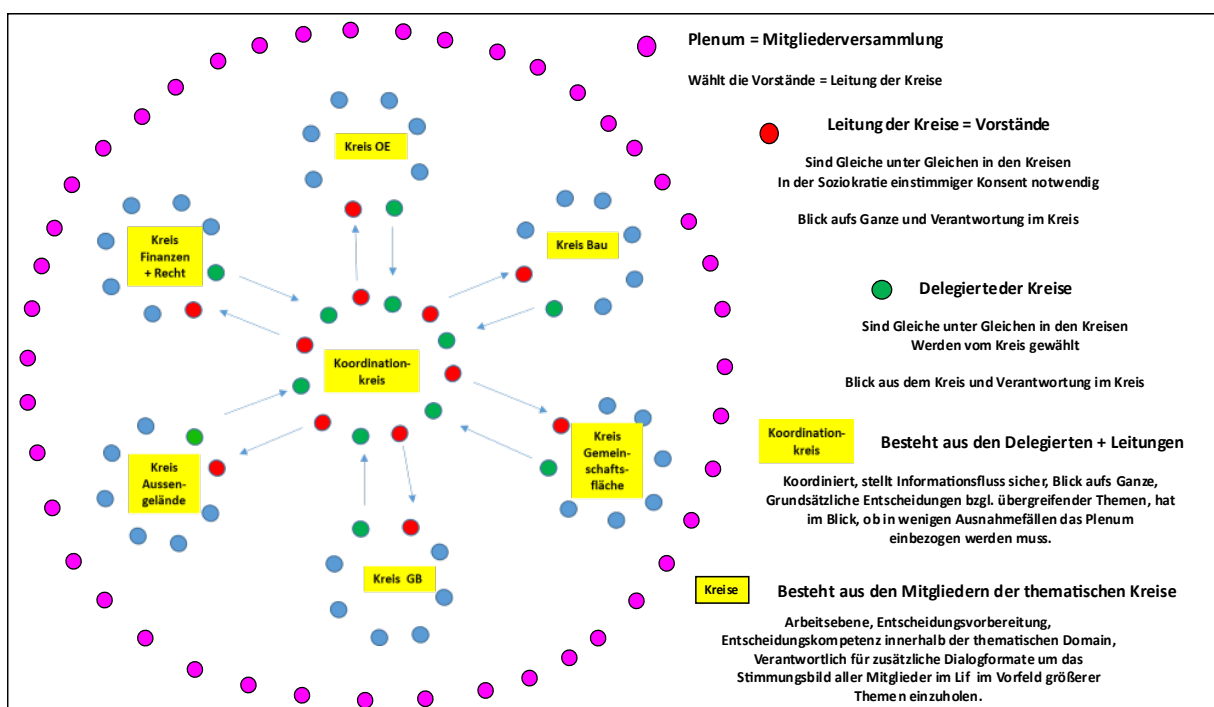 Plenum = Mitgliederversammlung
Wählt die Vorstände = Leitung der Kreise
Leitung der Kreise = Vorstände
Sind Gleiche unter Gleichen in den Kreisen
In der Soziokratie einstimmiger Konsent notwendig
Blick aufs Ganze und Verantwortung im Kreis
Delegierte der Kreise
Sind Gleiche unter Gleichen in den Kreisen
Werden vom Kreis gewählt
Blick aus dem Kreis und Verantwortung im Kreis
Koordination-
kreis
Besteht aus den Delegierten + Leitungen
Koordiniert, stellt Informationsfluss sicher, Blick aufs Ganze,
Grundsätzliche Entscheidungen bzgl. übergreifender Themen, hat
im Blick, ob in wenigen Ausnahmefällen das Plenum
einbezogen werden muss.
Kreise
Besteht aus den Mitgliedern der thematischen Kreise
Arbeitsebene, Entscheidungsvorbereitung,
Entscheidungskompetenz innerhalb der thematischen Domain,
Verantwortlich für zusätzliche Dialogformate um das
Stimmungsbild aller Mitglieder im Lif im Vorfeld größerer
Themen einzuholen.
Kreis OE
Kreis
Finanzen
+ Recht
Kreis Bau
Koordination-
kreis
Kreis
Aussen-
gelände
Kreis
Gemein-
schafts-
fläche
Kreis GB